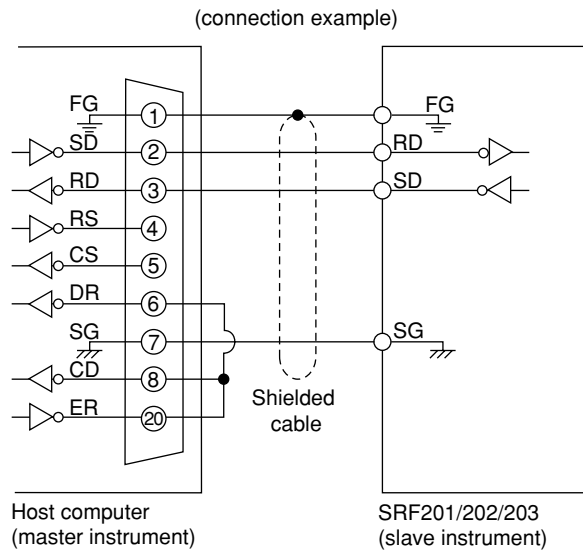 (connection example)
FG 1 FG
SD 2 RD
RD 3 SD
RS 4
CS 5
DR 6
SG 7 SG
CD 8
ER 20
Shielded
cable
Host computer
(master instrument)
SRF201/202/203
(slave instrument)